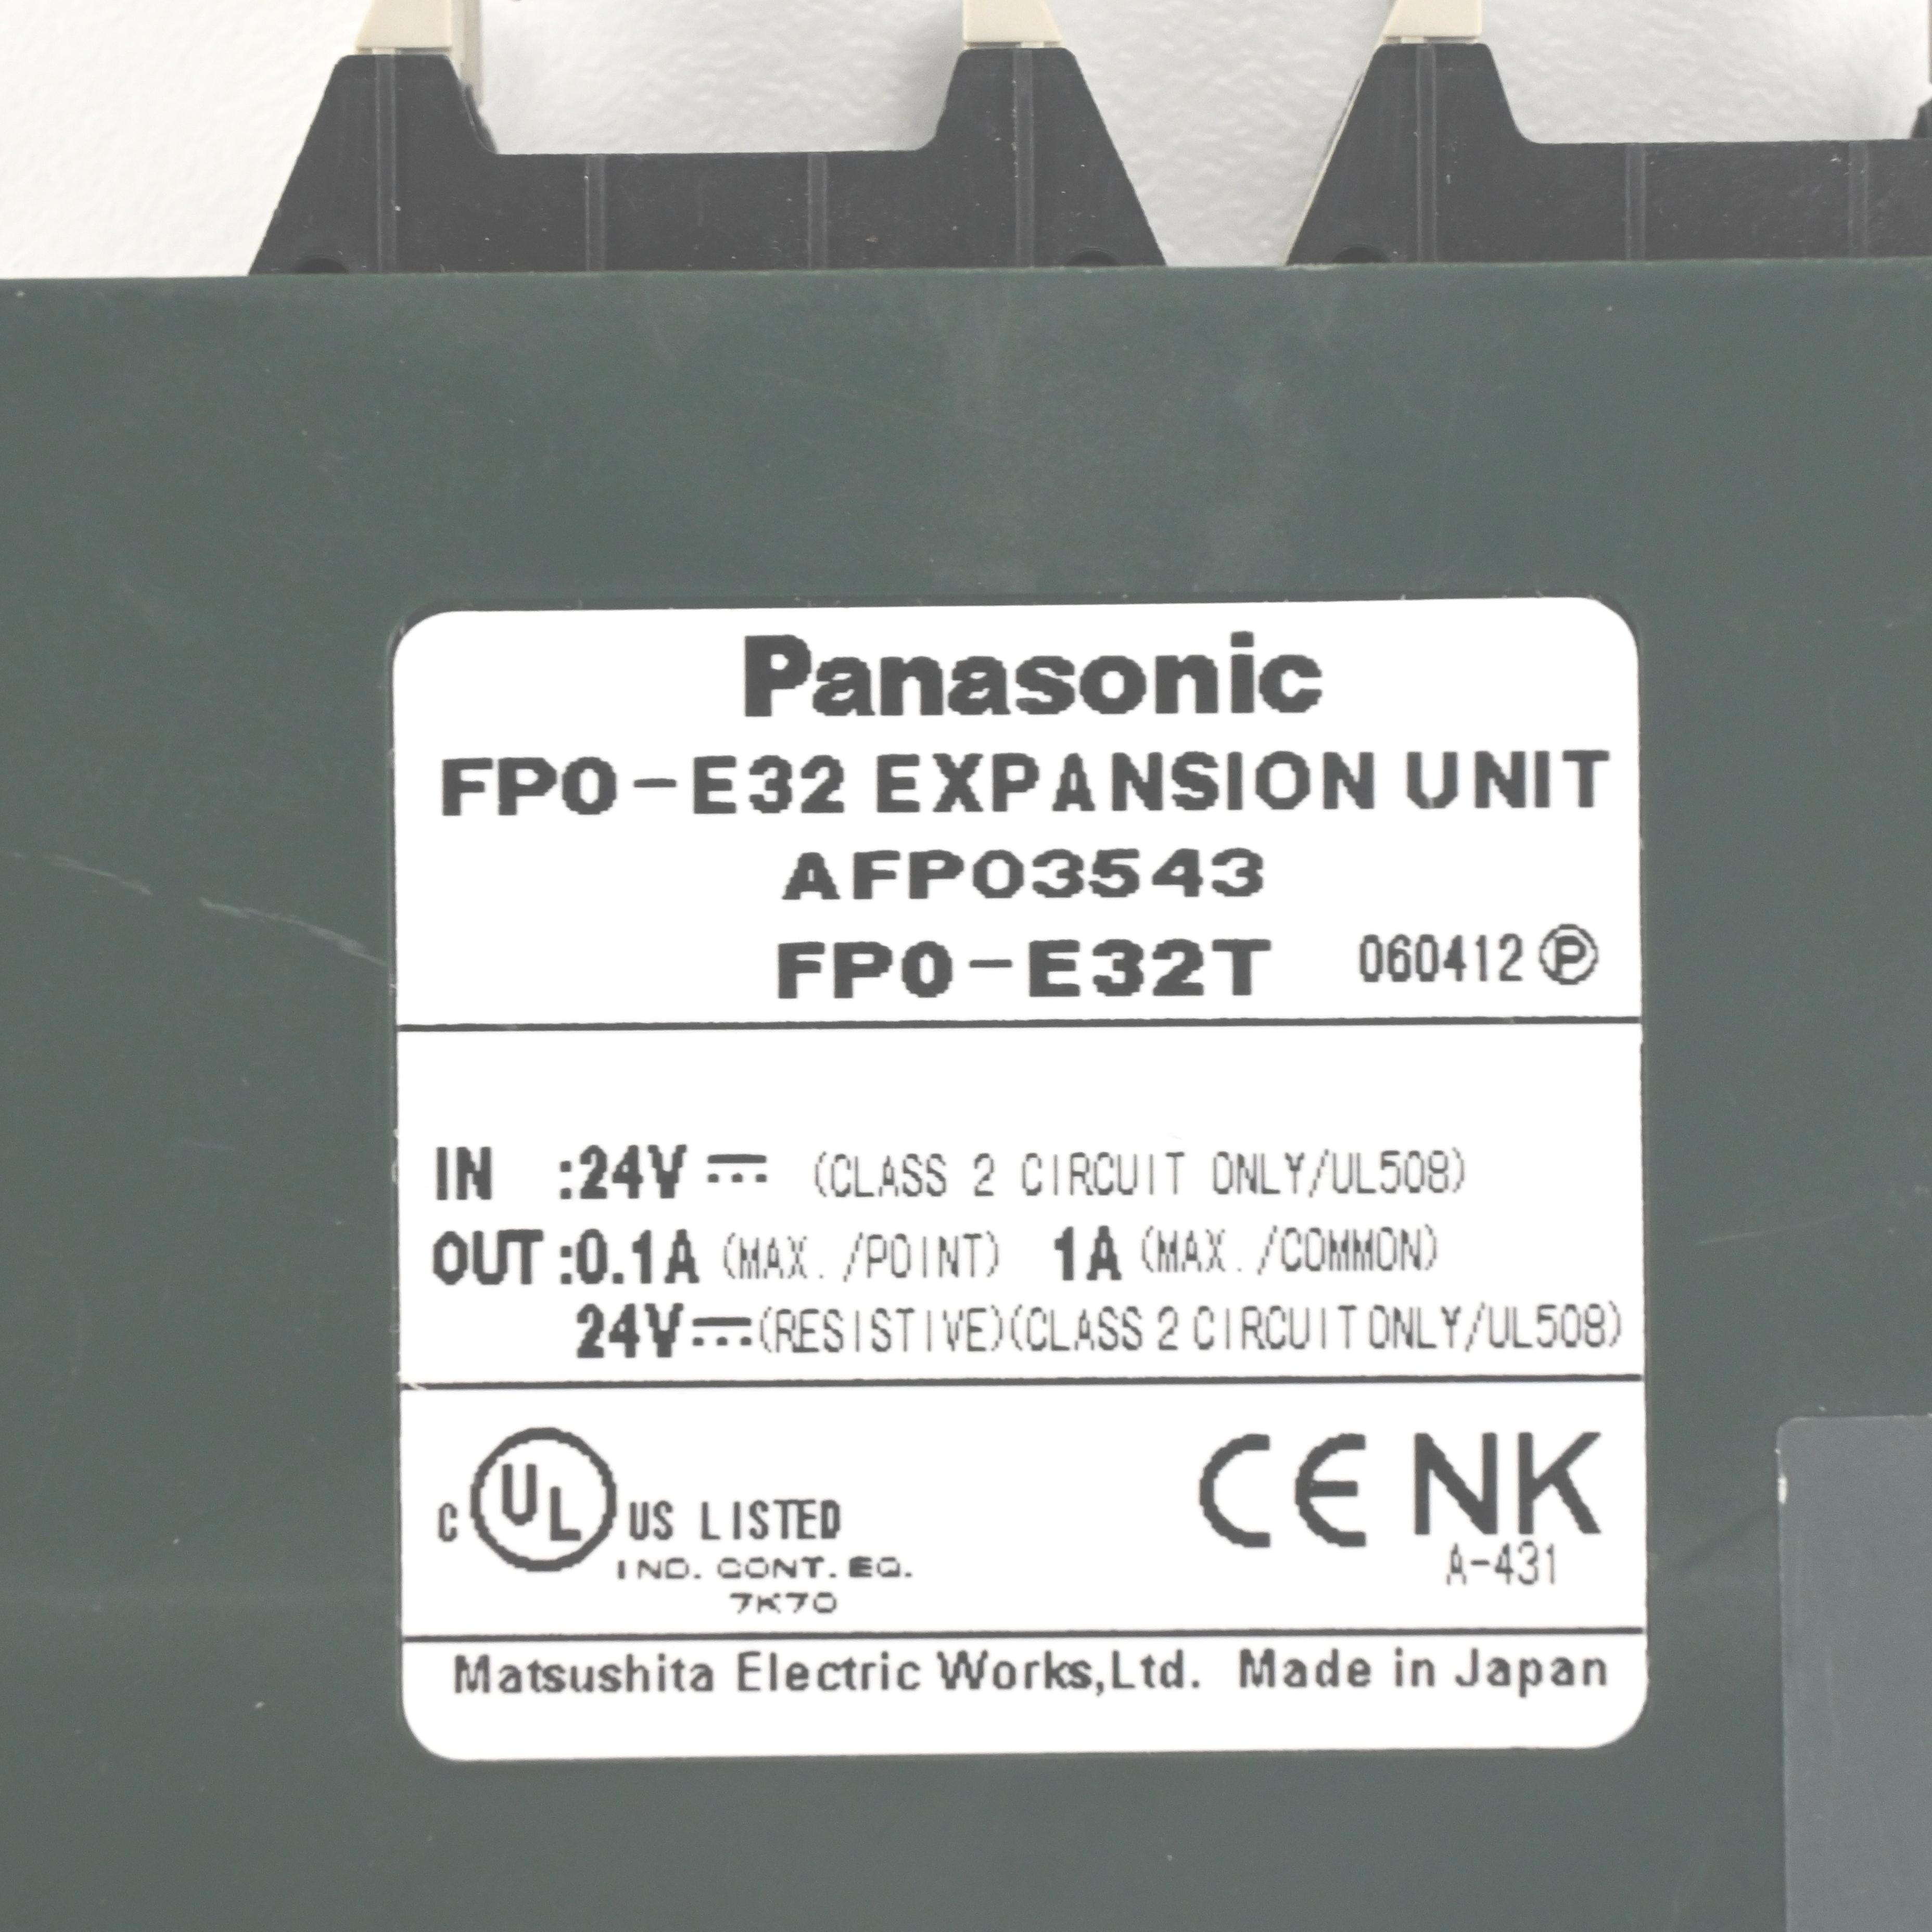 Panasonic
FP0-E32 EXPANSION UNIT
AFP03543
FP0-E32T 060412 Ⓟ
IN :24V⎓ (CLASS 2 CIRCUIT ONLY/UL508)
OUT:0.1A (MAX./POINT) 1A (MAX./COMMON)
24V⎓(RESISTIVE)(CLASS 2 CIRCUIT ONLY/UL508)
C UL US LISTED CE NK
IND. CONT. EQ. A-431
7K70
Matsushita Electric Works,Ltd. Made in Japan